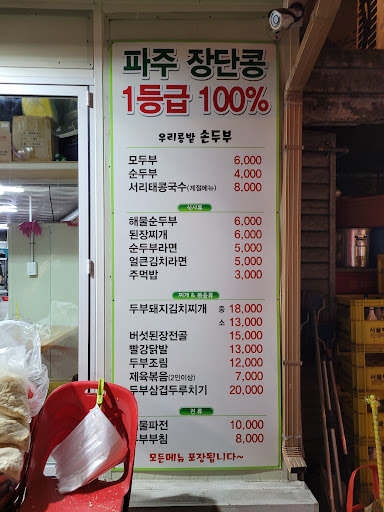 파주 장단콩
1등급 100%
우리콩밭 손두부
모두부 6,000
순두부 4,000
서리태콩국수(계절메뉴) 8,000
식사류
해물순두부 6,000
된장찌개 6,000
순두부라면 5,000
얼큰김치라면 5,000
주먹밥 3,000
찌개 & 볶음류
두부돼지김치찌개 중 18,000
소 13,000
버섯된장전골 15,000
빨강닭발 13,000
두부조림 12,000
제육볶음(2인이상) 7,000
두부삼겹두루치기 20,000
전 류
물파전 10,000
부부침 8,000
모든메뉴 포장됩니다~